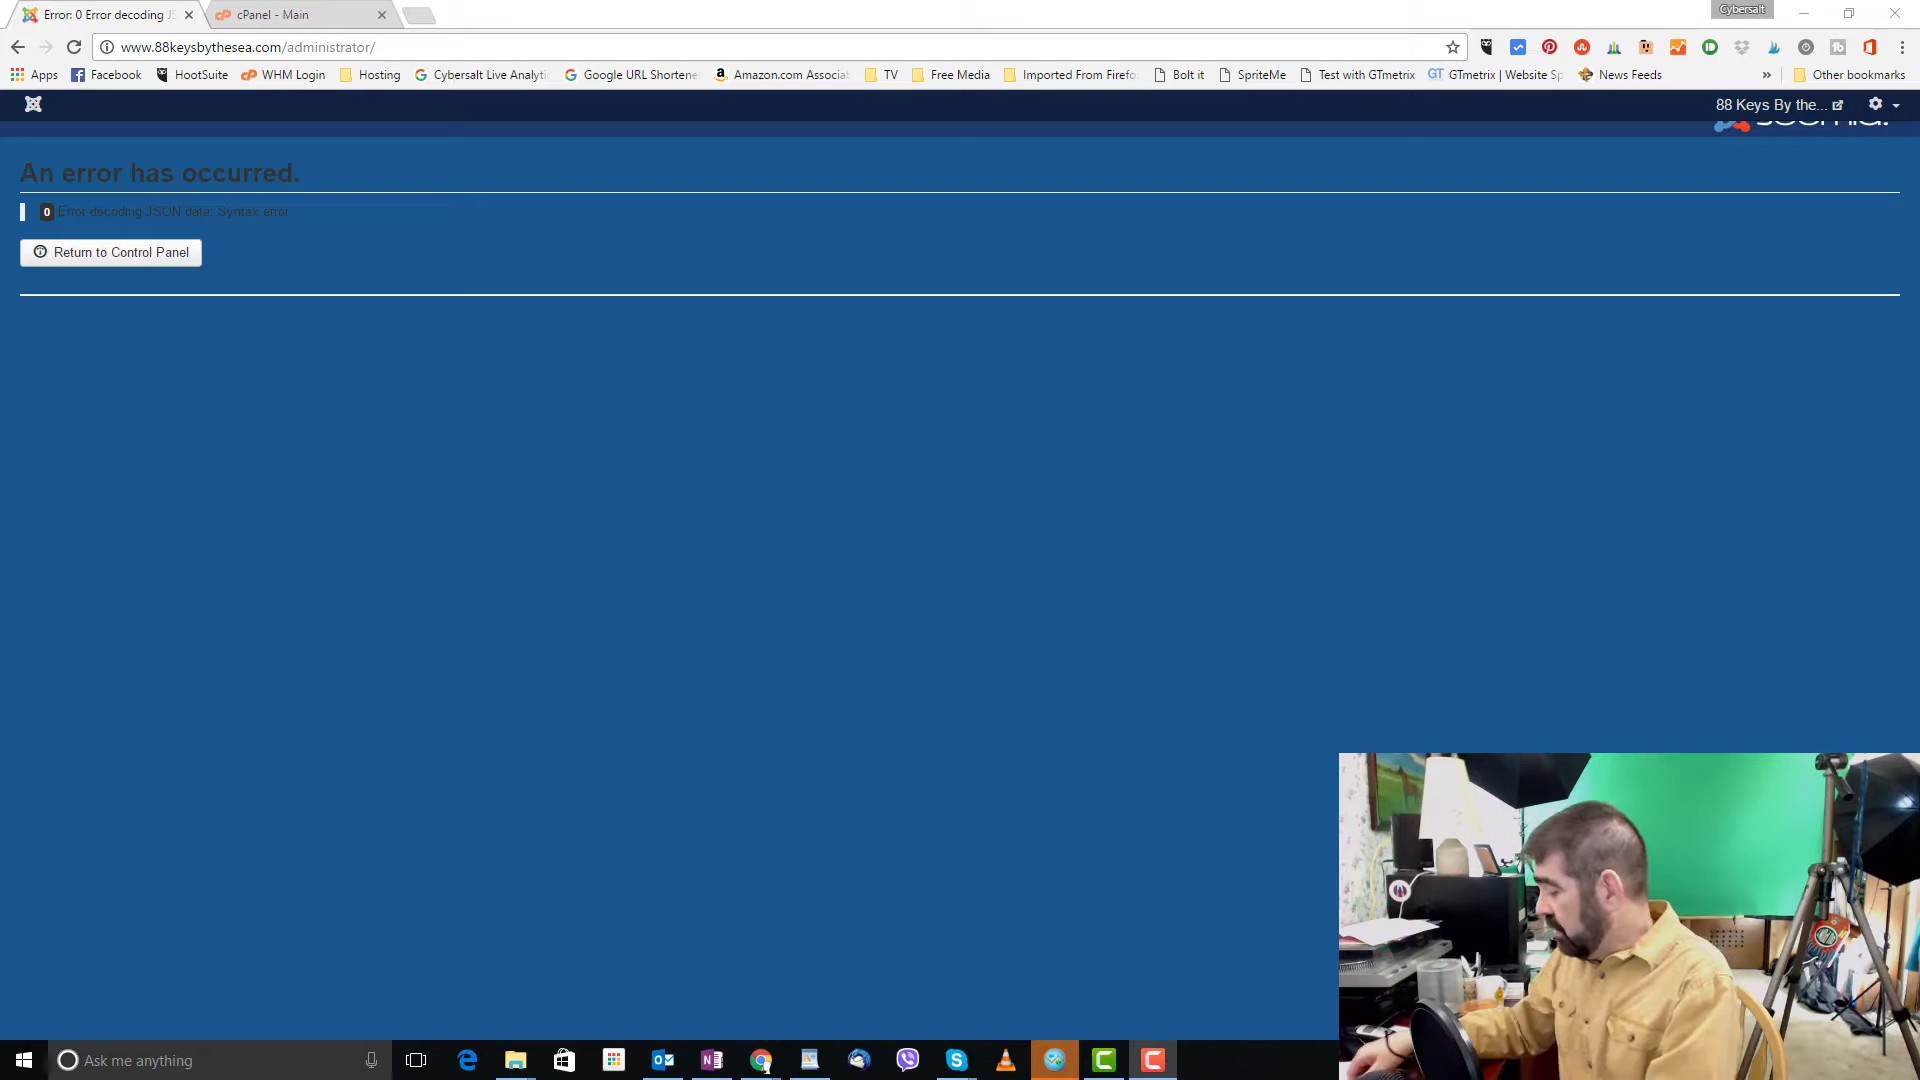 Error: 0 Error decoding JS
cPanel - Main
Cybersalt
www.88keysbythesea.com/administrator/
Apps
Facebook
HootSuite
WHM Login
Hosting
Cybersalt Live Analytic
Google URL Shortene
Amazon.com Associat
TV
Free Media
Imported From Firefo
Bolt it
SpriteMe
Test with GTmetrix
GTmetrix | Website Sp
News Feeds
»
Other bookmarks
88 Keys By the...
An error has occurred.
0 Error decoding JSON data: Syntax error
Return to Control Panel
Ask me anything